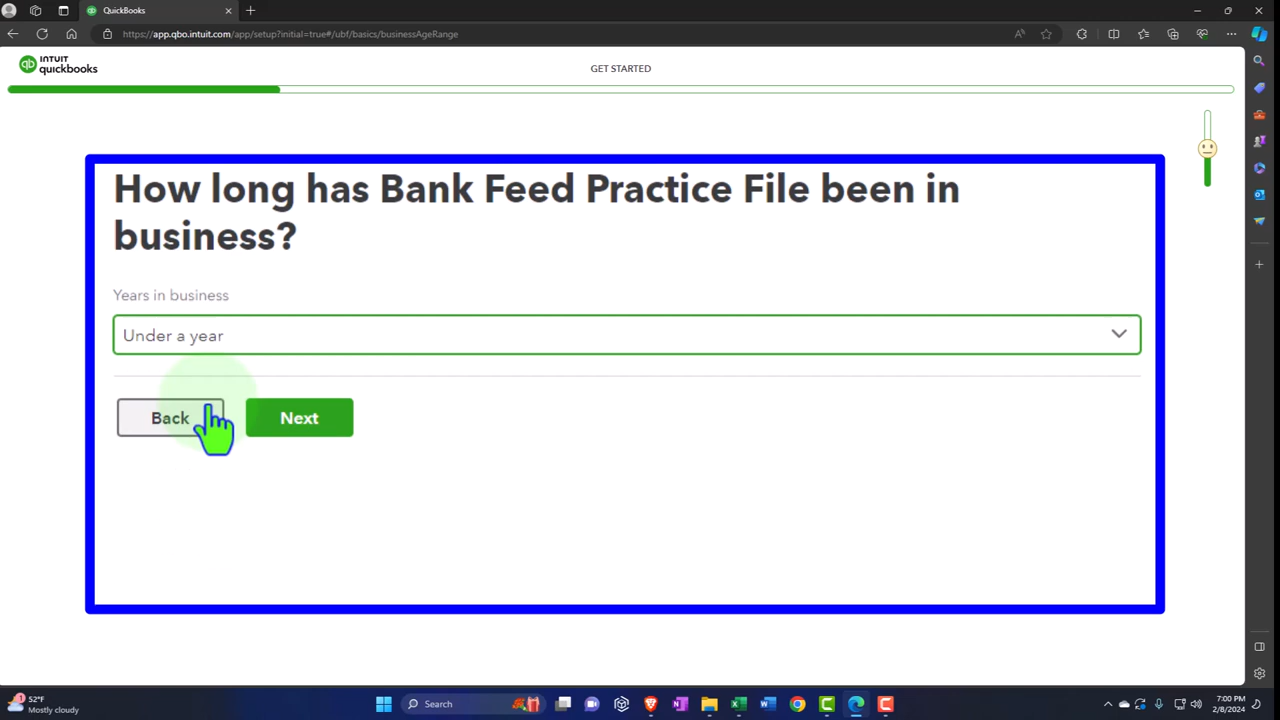 QuickBooks
https://app.qbo.intuit.com/app/setup?initial=true#/ubf/basics/businessAgeRange
INTUIT
quickbooks
GET STARTED
How long has Bank Feed Practice File been in
business?
Years in business
Under a year
Back
Next
52°F
Mostly cloudy
Search
7:00 PM
2/8/2024